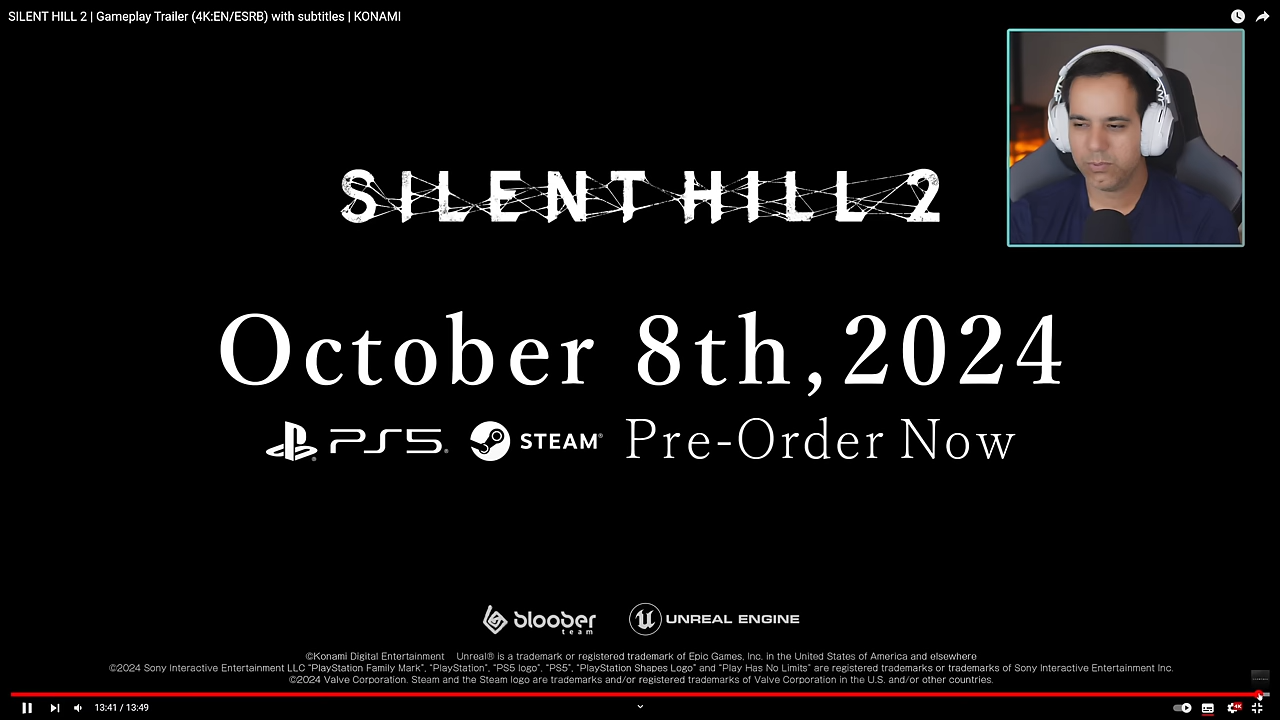 SILENT HILL 2 | Gameplay Trailer (4K:EN/ESRB) with subtitles | KONAMI
SILENT HILL 2
October 8th,2024
PS5 STEAM® Pre-Order Now
bloober team UNREAL ENGINE
©Konami Digital Entertainment Unreal® is a trademark or registered trademark of Epic Games, Inc. in the United States of America and elsewhere
©2024 Sony Interactive Entertainment LLC "PlayStation Family Mark", "PlayStation", "PS5 logo", "PS5", "PlayStation Shapes Logo" and "Play Has No Limits" are registered trademarks or trademarks of Sony Interactive Entertainment Inc.
©2024 Valve Corporation. Steam and the Steam logo are trademarks and/or registered trademarks of Valve Corporation in the U.S. and/or other countries.
13:41 / 13:49 4K